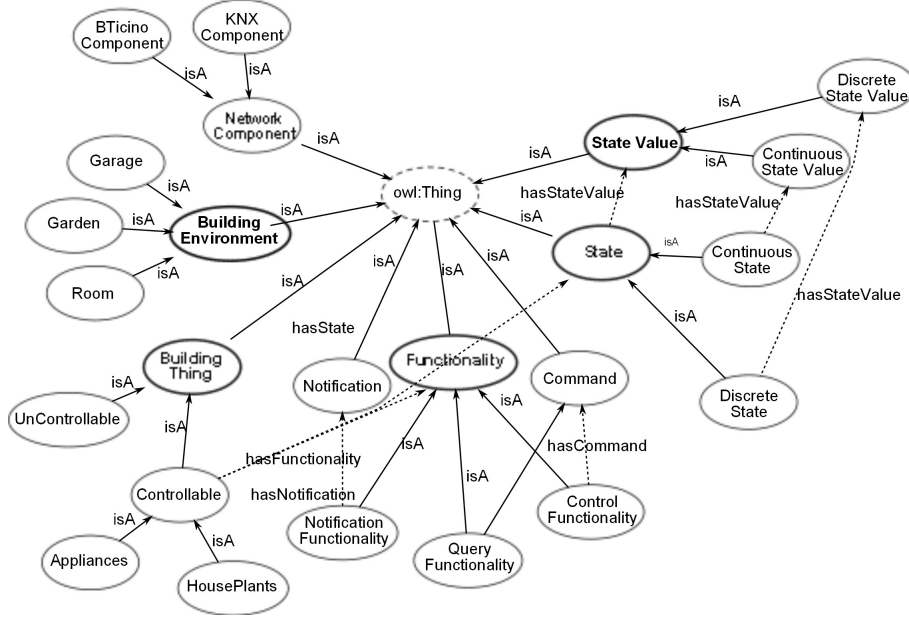 BTicino
Component
KNX
Component
isA
isA
Network
Component
isA
Garage
isA
Garden
isA
Building
Environment
isA
Room
isA
owl:Thing
isA
State Value
isA
Discrete
State Value
isA
Continuous
State Value
hasStateValue
hasStateValue
isA
State
isA
Continuous
State
hasStateValue
isA
Discrete
State
isA
isA
isA
isA
hasState
Building
Thing
Notification
Functionality
Command
isA
UnControllable
isA
isA
isA
isA
hasCommand
hasFunctionality
hasNotification
Controllable
isA
Appliances
isA
HousePlants
Notification
Functionality
Query
Functionality
Control
Functionality